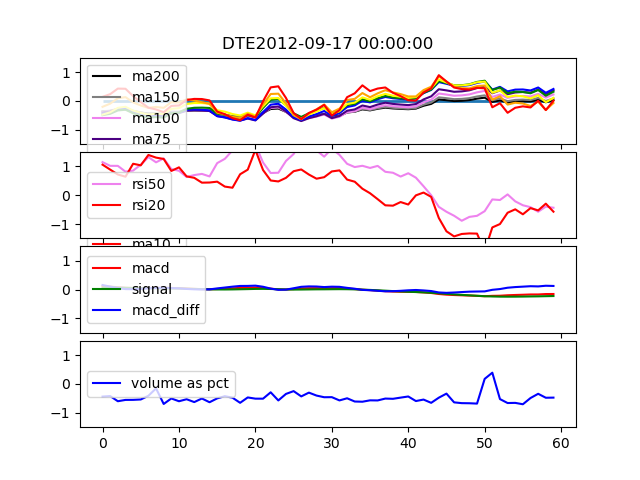 DTE2012-09-17 00:00:00
1
0
−1
ma200
ma150
ma100
ma75
1
0
−1
rsi50
rsi20
ma10
1
0
−1
macd
signal
macd_diff
1
0
−1
volume as pct
0 10 20 30 40 50 60